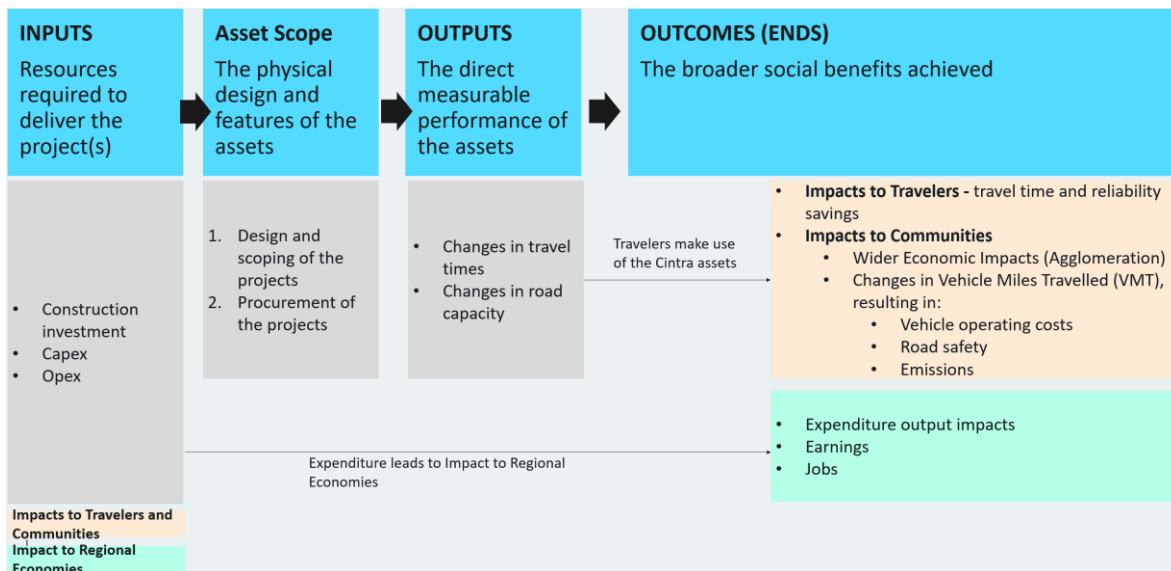 INPUTS
Resources
required to
deliver the
project(s)
Asset Scope
The physical
design and
features of the
assets
OUTPUTS
The direct
measurable
performance of
the assets
OUTCOMES (ENDS)
The broader social benefits achieved
• Construction
investment
• Capex
• Opex
1. Design and
scoping of the
projects
2. Procurement of
the projects
• Changes in travel
times
• Changes in road
capacity
Travelers make use
of the Cintra assets
• Impacts to Travelers - travel time and reliability
savings
• Impacts to Communities
• Wider Economic Impacts (Agglomeration)
• Changes in Vehicle Miles Travelled (VMT),
resulting in:
• Vehicle operating costs
• Road safety
• Emissions
Expenditure leads to Impact to Regional
Economies
• Expenditure output impacts
• Earnings
• Jobs
Impacts to Travelers and
Communities
Impact to Regional
Economies